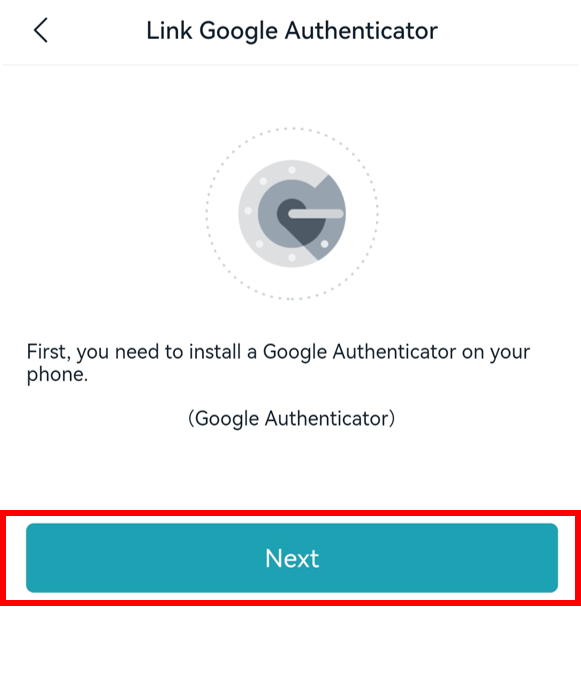 Link Google Authenticator
First, you need to install a Google Authenticator on your
phone.
(Google Authenticator)
Next